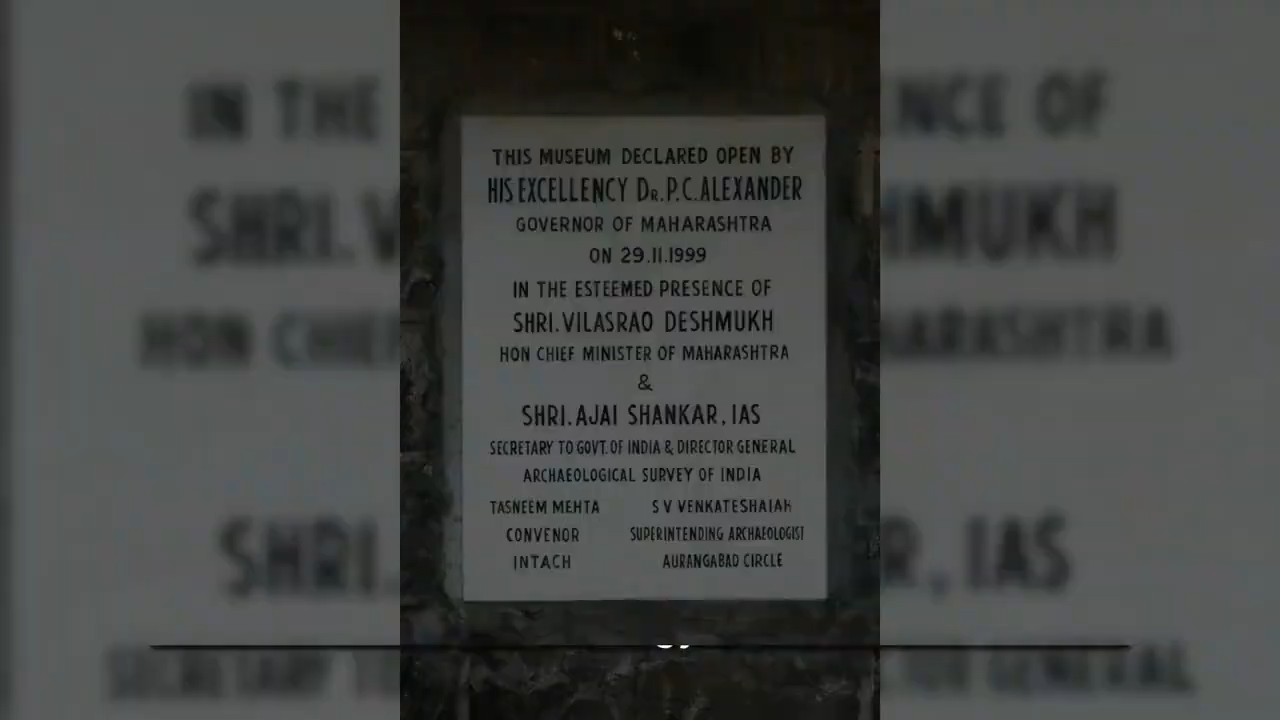 THIS MUSEUM DECLARED OPEN BY
HIS EXCELLENCY DR. P.C. ALEXANDER
GOVERNOR OF MAHARASHTRA
ON 29.11.1999
IN THE ESTEEMED PRESENCE OF
SHRI. VILASRAO DESHMUKH
HON CHIEF MINISTER OF MAHARASHTRA
&
SHRI. AJAI SHANKAR, IAS
SECRETARY TO GOVT. OF INDIA & DIRECTOR GENERAL
ARCHAEOLOGICAL SURVEY OF INDIA
TASNEEM MEHTA S V VENKATESHAIAH
CONVENOR SUPERINTENDING ARCHAEOLOGIST
INTACH AURANGABAD CIRCLE